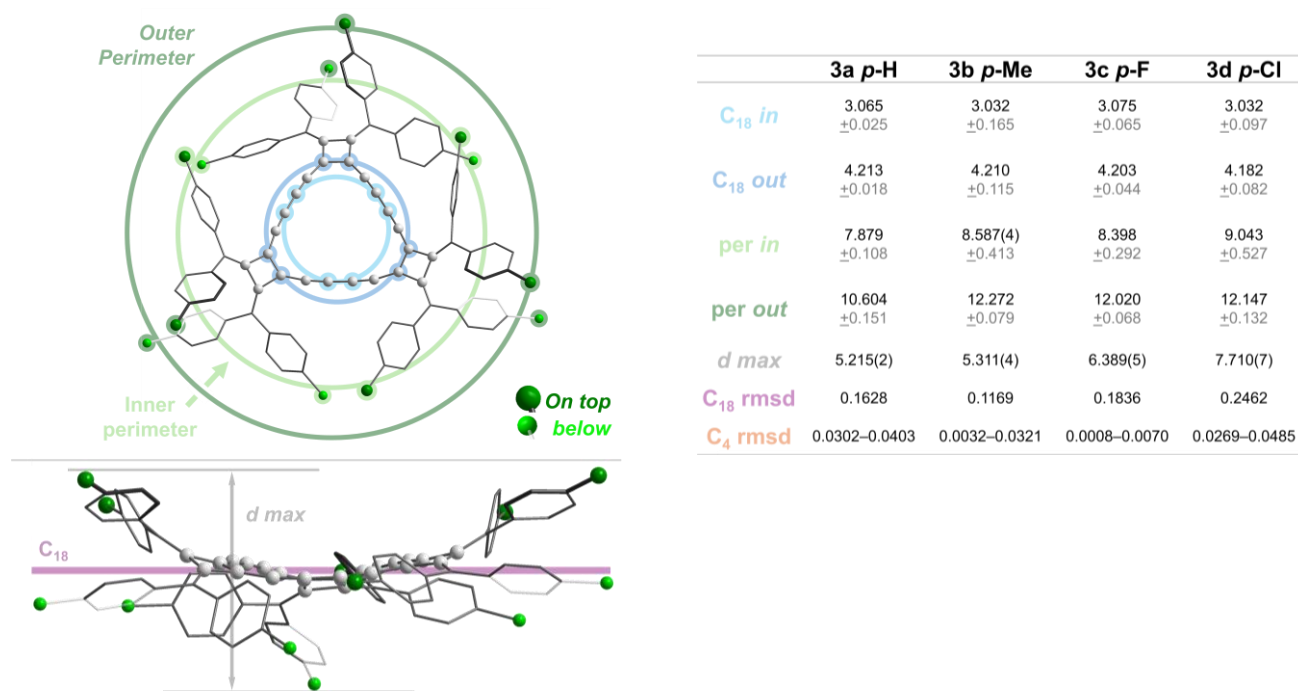 Outer
Perimeter
Inner
perimeter
On top
below
C₁₈
d max
3a p-H 3b p-Me 3c p-F 3d p-Cl
C₁₈ in 3.065 3.032 3.075 3.032
±0.025 ±0.165 ±0.065 ±0.097
C₁₈ out 4.213 4.210 4.203 4.182
±0.018 ±0.115 ±0.044 ±0.082
per in 7.879 8.587(4) 8.398 9.043
±0.108 ±0.413 ±0.292 ±0.527
per out 10.604 12.272 12.020 12.147
±0.151 ±0.079 ±0.068 ±0.132
d max 5.215(2) 5.311(4) 6.389(5) 7.710(7)
C₁₈ rmsd 0.1628 0.1169 0.1836 0.2462
C₄ rmsd 0.0302–0.0403 0.0032–0.0321 0.0008–0.0070 0.0269–0.0485